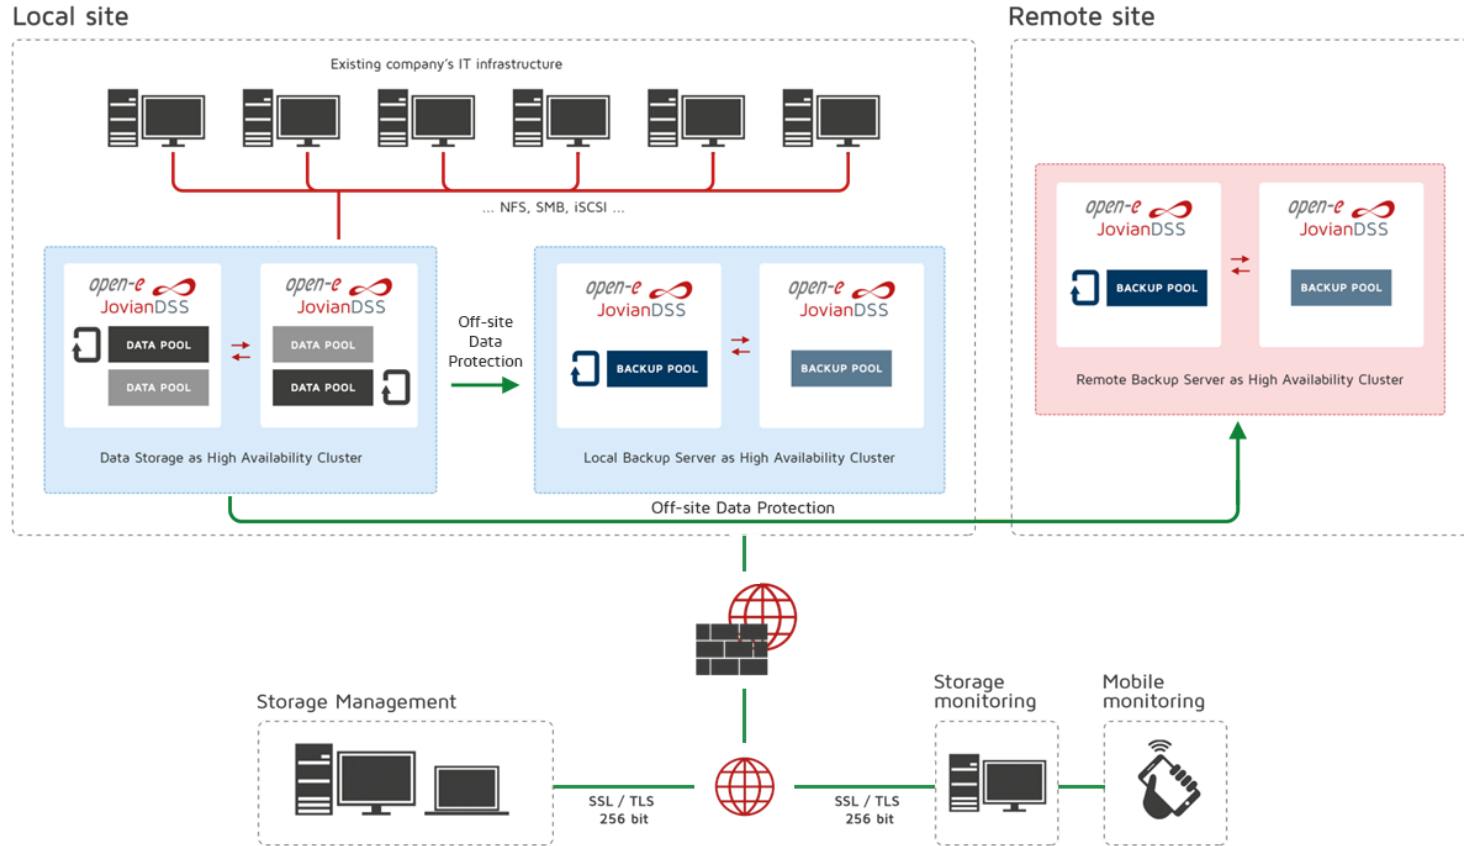 Local site
Remote site
Existing company's IT infrastructure
... NFS, SMB, iSCSI ...
open-e
JovianDSS
DATA POOL
DATA POOL
open-e
JovianDSS
DATA POOL
DATA POOL
Data Storage as High Availability Cluster
Off-site
Data
Protection
open-e
JovianDSS
BACKUP POOL
open-e
JovianDSS
BACKUP POOL
Local Backup Server as High Availability Cluster
open-e
JovianDSS
BACKUP POOL
open-e
JovianDSS
BACKUP POOL
Remote Backup Server as High Availability Cluster
Off-site Data Protection
Storage Management
SSL / TLS
256 bit
SSL / TLS
256 bit
Storage
monitoring
Mobile
monitoring